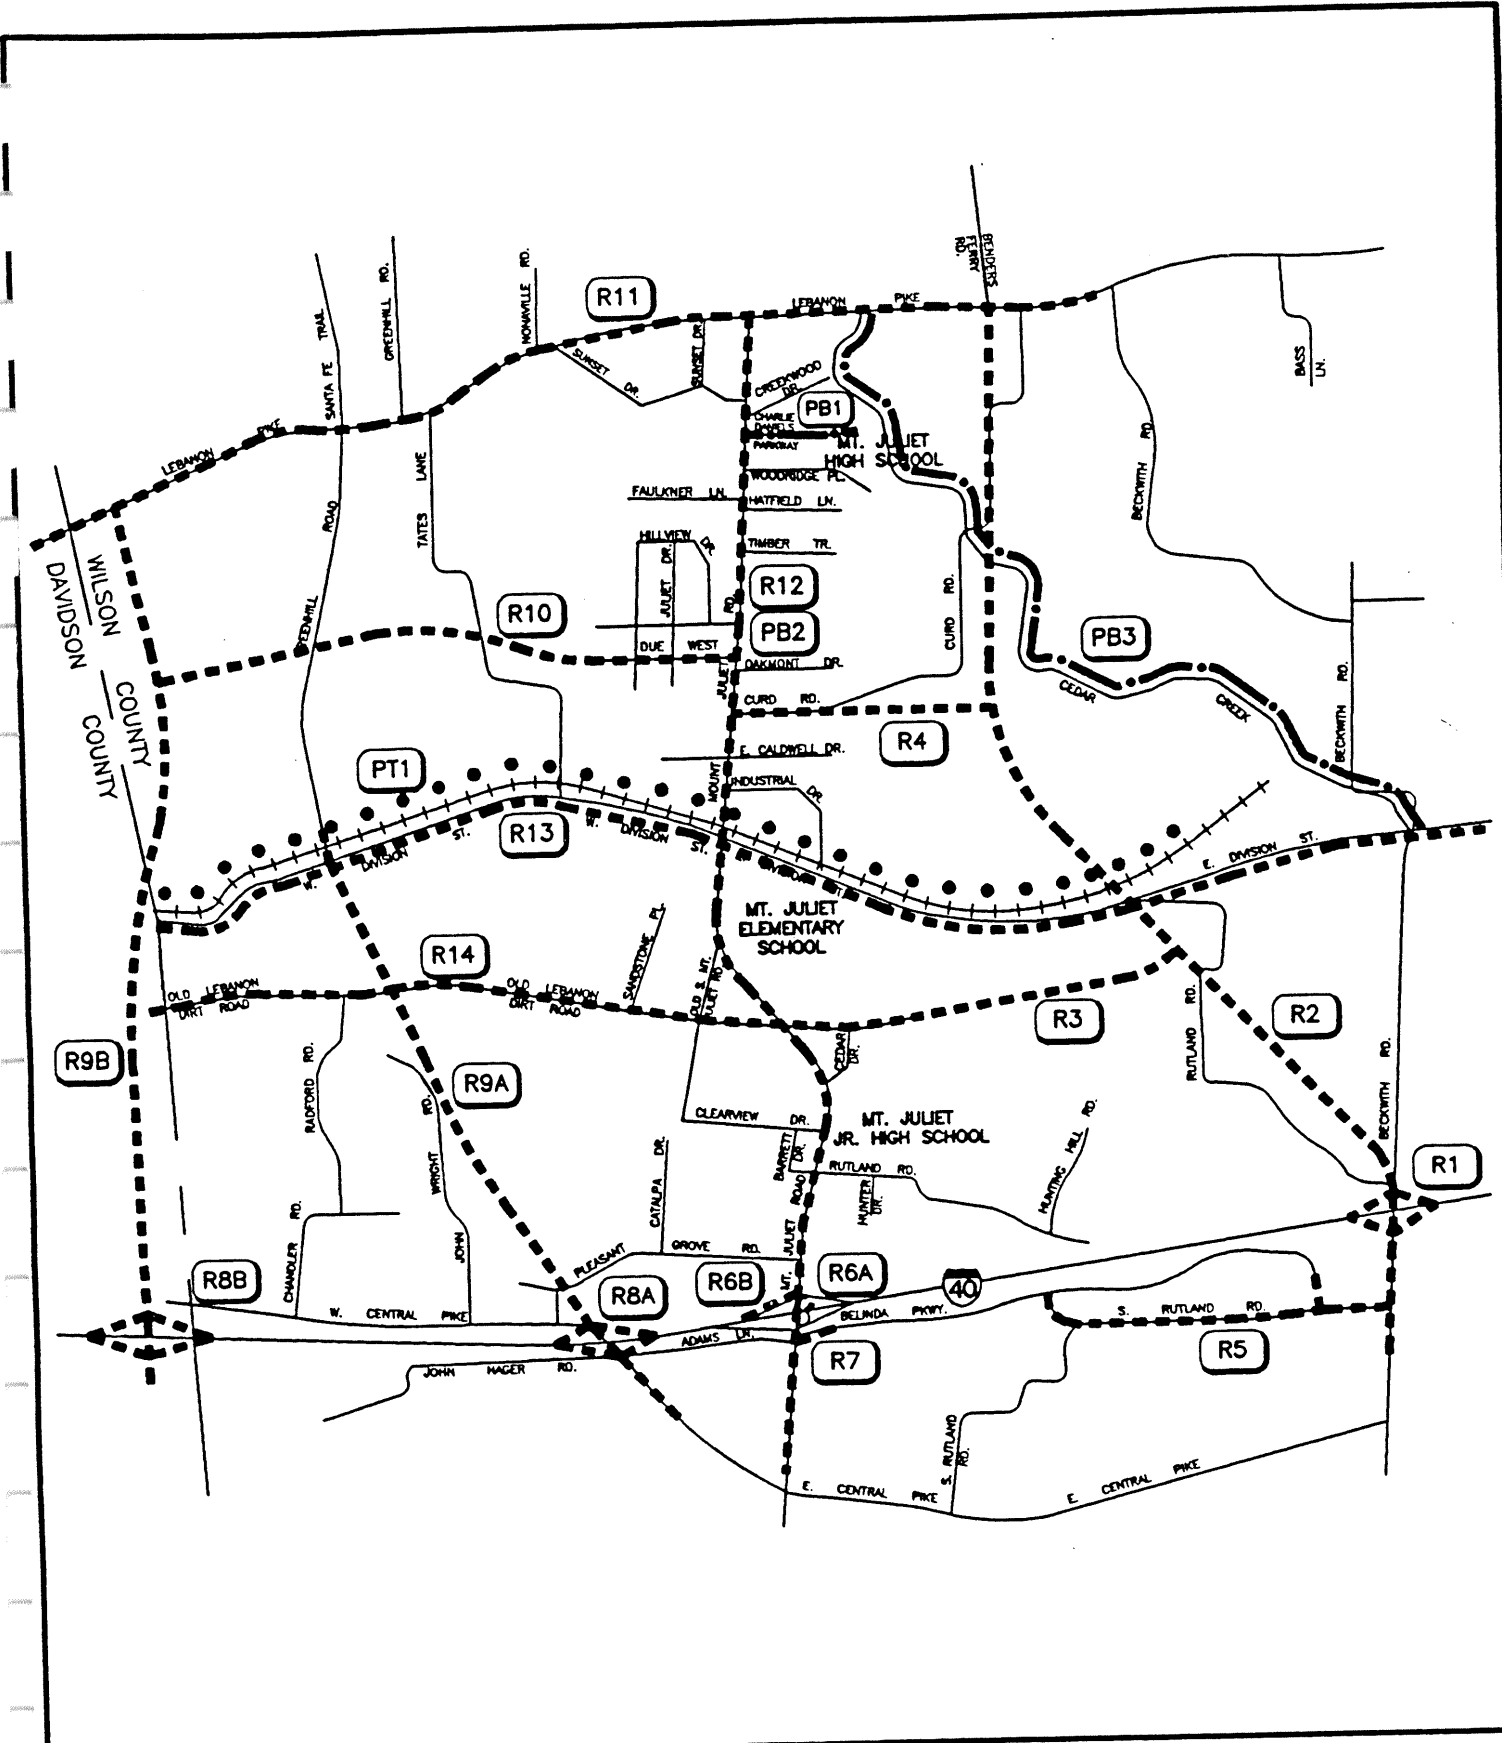 BENDERS
FERRY
RD.
NONAVILLE RD.
GREENHILL RD.
SANTA FE TRAIL
R11
LEBANON PIKE
SUNSET DR.
SUNSET DR.
BASS LN.
CREEKWOOD
DR.
PB1
CHARLIE
DANIELS
PARKWAY
MT. JULIET
HIGH SCHOOL
LEBANON PIKE
TATES LANE
BECKWITH RD.
WOODRIDGE PL.
FAULKNER LN.
HATFIELD LN.
HILLVIEW DR.
TIMBER TR.
JULIET DR.
WILSON COUNTY
DAVIDSON COUNTY
GREENHILL ROAD
R10
R12
PB2
CURD RD.
PB3
DUE WEST
OAKMONT DR.
MOUNT JULIET RD.
CURD RD.
CEDAR CREEK
BECKWITH RD.
R4
E. CALDWELL DR.
PT1
INDUSTRIAL DR.
R13
W. DIVISION ST.
W. DIVISION ST.
E. DIVISION ST.
E. DIVISION ST.
MT. JULIET
ELEMENTARY
SCHOOL
SANDSTONE PL.
R14
OLD LEBANON
DIRT ROAD
OLD LEBANON
DIRT ROAD
OLD S. MT.
JULIET RD.
R3
R2
RUTLAND RD.
R9B
RADFORD RD.
R9A
CEDAR
DR.
BECKWITH RD.
CLEARVIEW DR.
MT. JULIET
JR. HIGH SCHOOL
WRIGHT RD.
JOHN
CATALPA DR.
BARRETT
DR.
RUTLAND RD.
HUNTER
DR.
HUNTING HILL RD.
R1
CHANDLER RD.
PLEASANT GROVE RD.
MT. JULIET ROAD
R8B
R8A
R6B
R6A
40
W. CENTRAL PIKE
BELINDA PKWY.
S. RUTLAND RD.
ADAMS LN.
R7
R5
JOHN HAGER RD.
S. RUTLAND
RD.
E. CENTRAL PIKE
E. CENTRAL PIKE